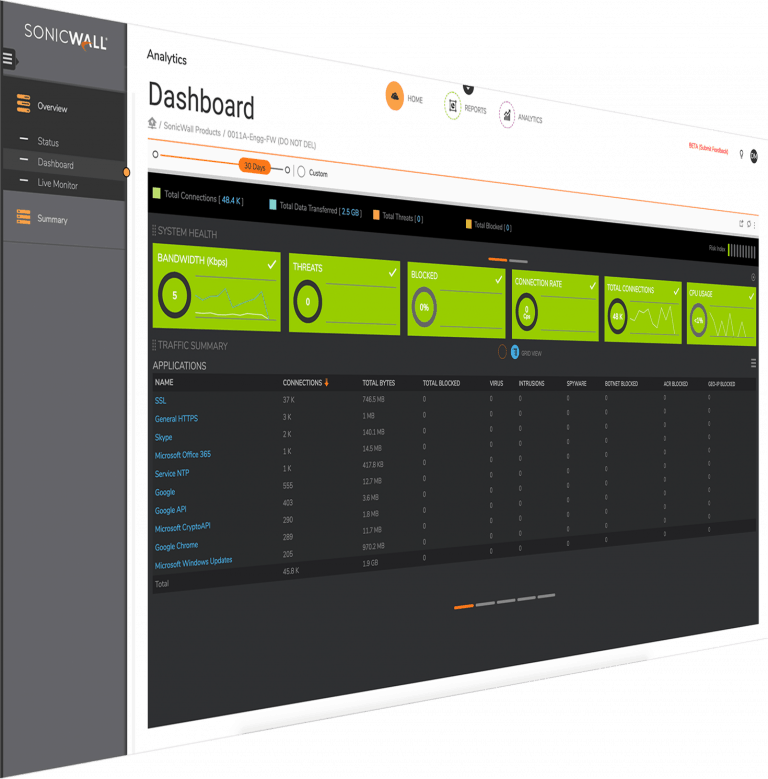 SONICWALL
Analytics
Dashboard
HOME
REPORTS
ANALYTICS
/ SonicWall Products / 0011A-Engg-FW (DO NOT DEL)
BETA (Submit Feedback)
DM
Overview
Status
Dashboard
Live Monitor
Summary
30 Days
Custom
Total Connections [ 48.4 K ]
Total Data Transferred [ 2.5 GB ]
Total Threats [ 0 ]
Total Blocked [ 0 ]
Risk Index
SYSTEM HEALTH
BANDWIDTH (Kbps)
5
THREATS
0
BLOCKED
0%
CONNECTION RATE
0
Cps
TOTAL CONNECTIONS
48 K
CPU USAGE
<1%
TRAFFIC SUMMARY
GRID VIEW
APPLICATIONS
NAME CONNECTIONS TOTAL BYTES TOTAL BLOCKED VIRUS INTRUSIONS SPYWARE BOTNET BLOCKED ACR BLOCKED GEO-IP BLOCKED
SSL 37 K 746.5 MB 0 0 0 0 0 0 0
General HTTPS 3 K 1 MB 0 0 0 0 0 0 0
Skype 2 K 140.1 MB 0 0 0 0 0 0 0
Microsoft Office 365 1 K 14.5 MB 0 0 0 0 0 0 0
Service NTP 1 K 417.8 KB 0 0 0 0 0 0 0
Google 555 12.7 MB 0 0 0 0 0 0 0
Google API 403 3.6 MB 0 0 0 0 0 0 0
Microsoft CryptoAPI 290 1.8 MB 0 0 0 0 0 0 0
Google Chrome 289 11.7 MB 0 0 0 0 0 0 0
Microsoft Windows Updates 205 970.2 MB 0 0 0 0 0 0 0
Total 45.8 K 1.9 GB 0 0 0 0 0 0 0